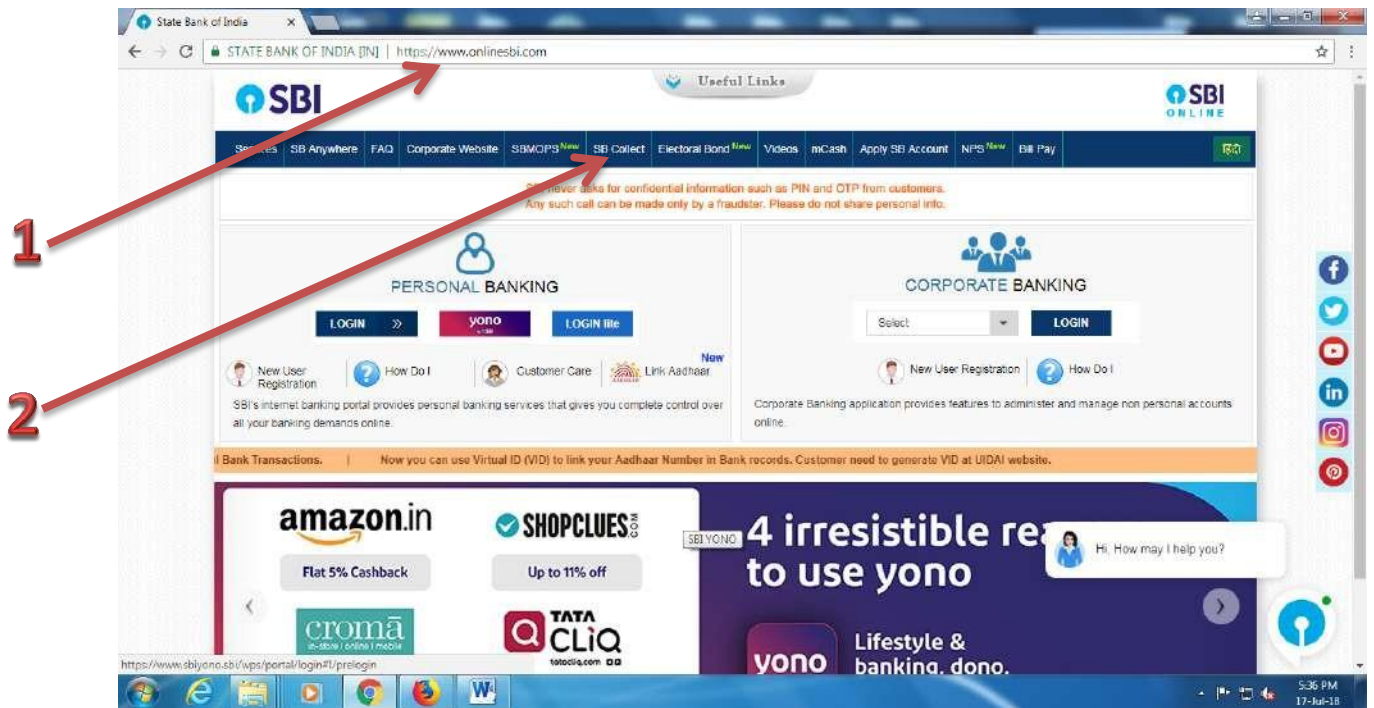 State Bank of India
STATE BANK OF INDIA [IN] | https://www.onlinesbi.com
Useful Links
SBI
SBI
ONLINE
Services SB Anywhere FAQ Corporate Website SBMOPS New SB Collect Electoral Bond New Videos mCash Apply SB Account NPS New Bill Pay हिंदी
SBI never asks for confidential information such as PIN and OTP from customers.
Any such call can be made only by a fraudster. Please do not share personal info.
1
PERSONAL BANKING
CORPORATE BANKING
LOGIN »
yono
LOGIN lite
Select
LOGIN
New
New User
Registration
How Do I
Customer Care
Link Aadhaar
New User Registration
How Do I
2
SBI's internet banking portal provides personal banking services that gives you complete control over
all your banking demands online.
Corporate Banking application provides features to administer and manage non personal accounts
online.
l Bank Transactions. | Now you can use Virtual ID (VID) to link your Aadhaar Number in Bank records. Customer need to generate VID at UIDAI website.
amazon.in
SHOPCLUES.COM
Flat 5% Cashback
Up to 11% off
SBI YONO
4 irresistible rea
to use yono
Hi, How may I help you?
cromā
in-store | online | mobile
TATA
CLiQ
tatacliq.com
yono
Lifestyle &
banking, dono.
https://www.sbiyono.sbi/wps/portal/login#!/prelogin
5:36 PM
17-Jul-18